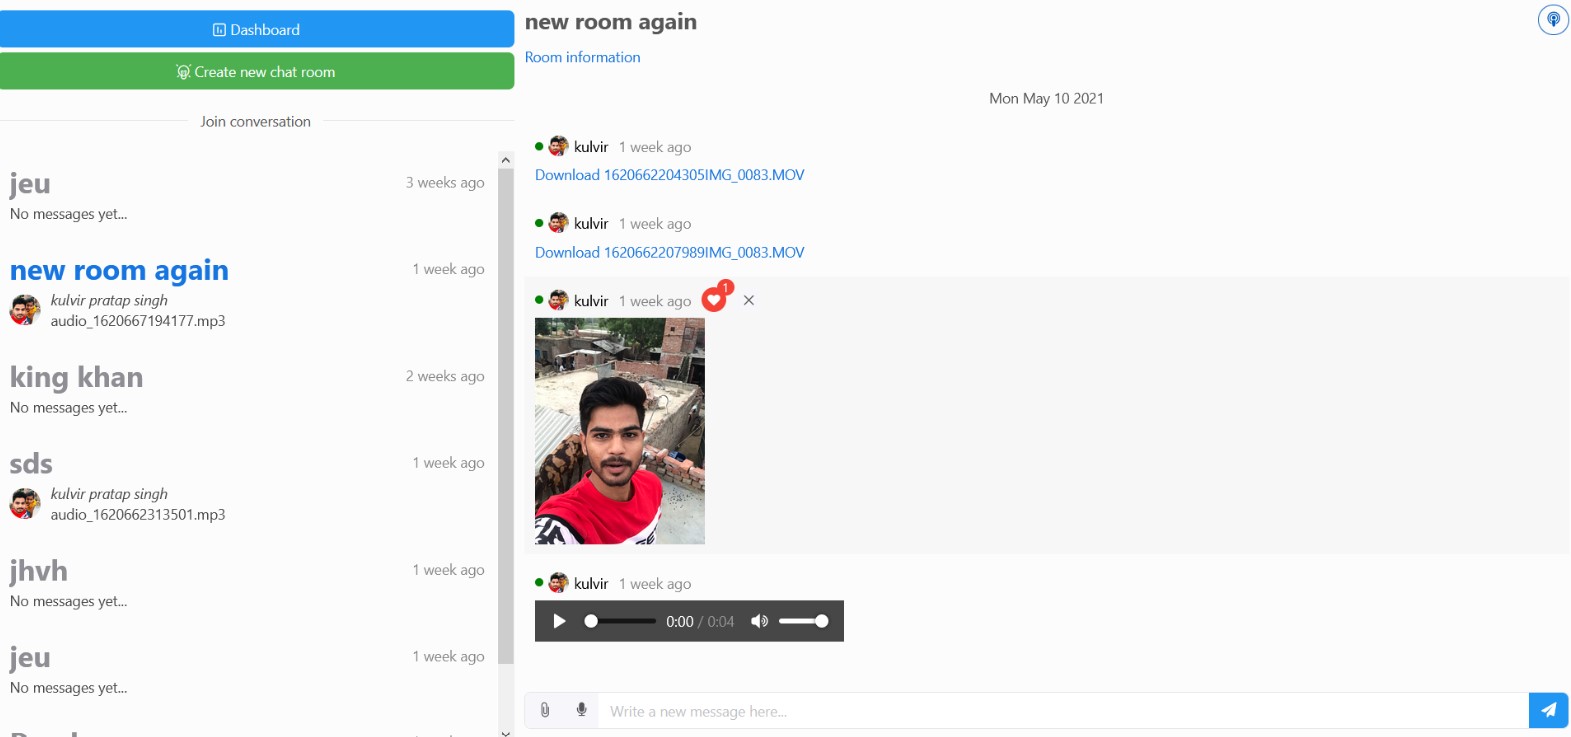 Dashboard
Create new chat room
Join conversation
jeu
3 weeks ago
No messages yet...
new room again
1 week ago
kulvir pratap singh
audio_1620667194177.mp3
king khan
2 weeks ago
No messages yet...
sds
1 week ago
kulvir pratap singh
audio_1620662313501.mp3
jhvh
1 week ago
No messages yet...
jeu
1 week ago
No messages yet...
new room again
Room information
Mon May 10 2021
kulvir 1 week ago
Download 1620662204305IMG_0083.MOV
kulvir 1 week ago
Download 1620662207989IMG_0083.MOV
kulvir 1 week ago 1
kulvir 1 week ago
0:00 / 0:04
Write a new message here...